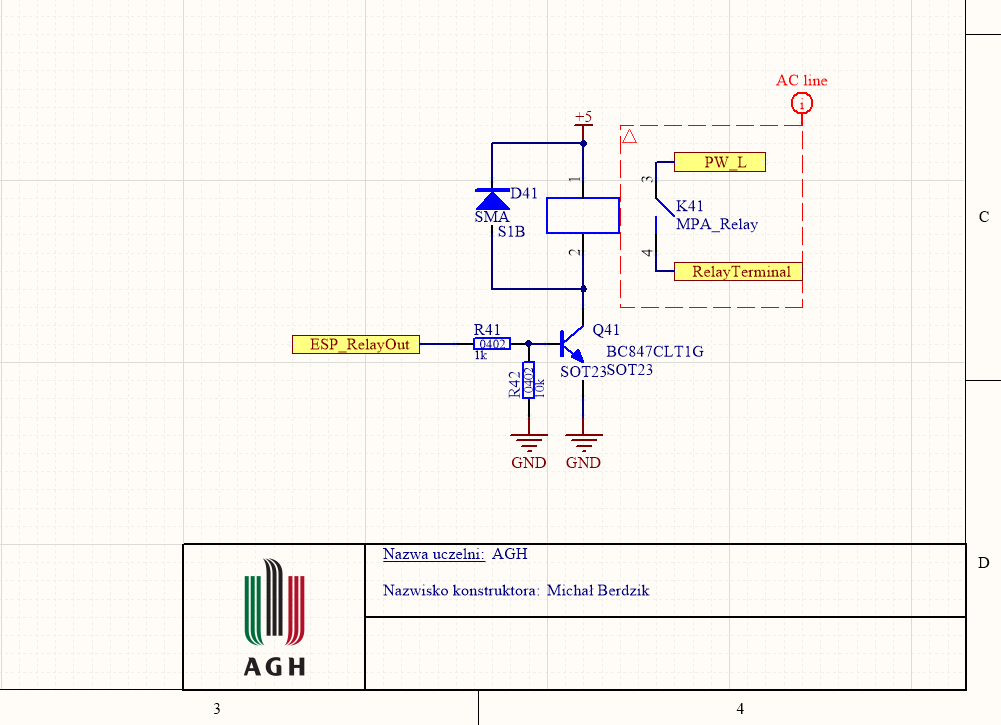 AC line
i
+5
PW_L
1
3
D41
SMA
S1B
K41
MPA_Relay
C
2
4
RelayTerminal
R41
Q41
ESP_RelayOut
0402
1k
BC847CLT1G
SOT23
SOT23
R42
0402
10k
GND
GND
Nazwa uczelni: AGH
Nazwisko konstruktora: Michał Berdzik
D
AGH
3
4